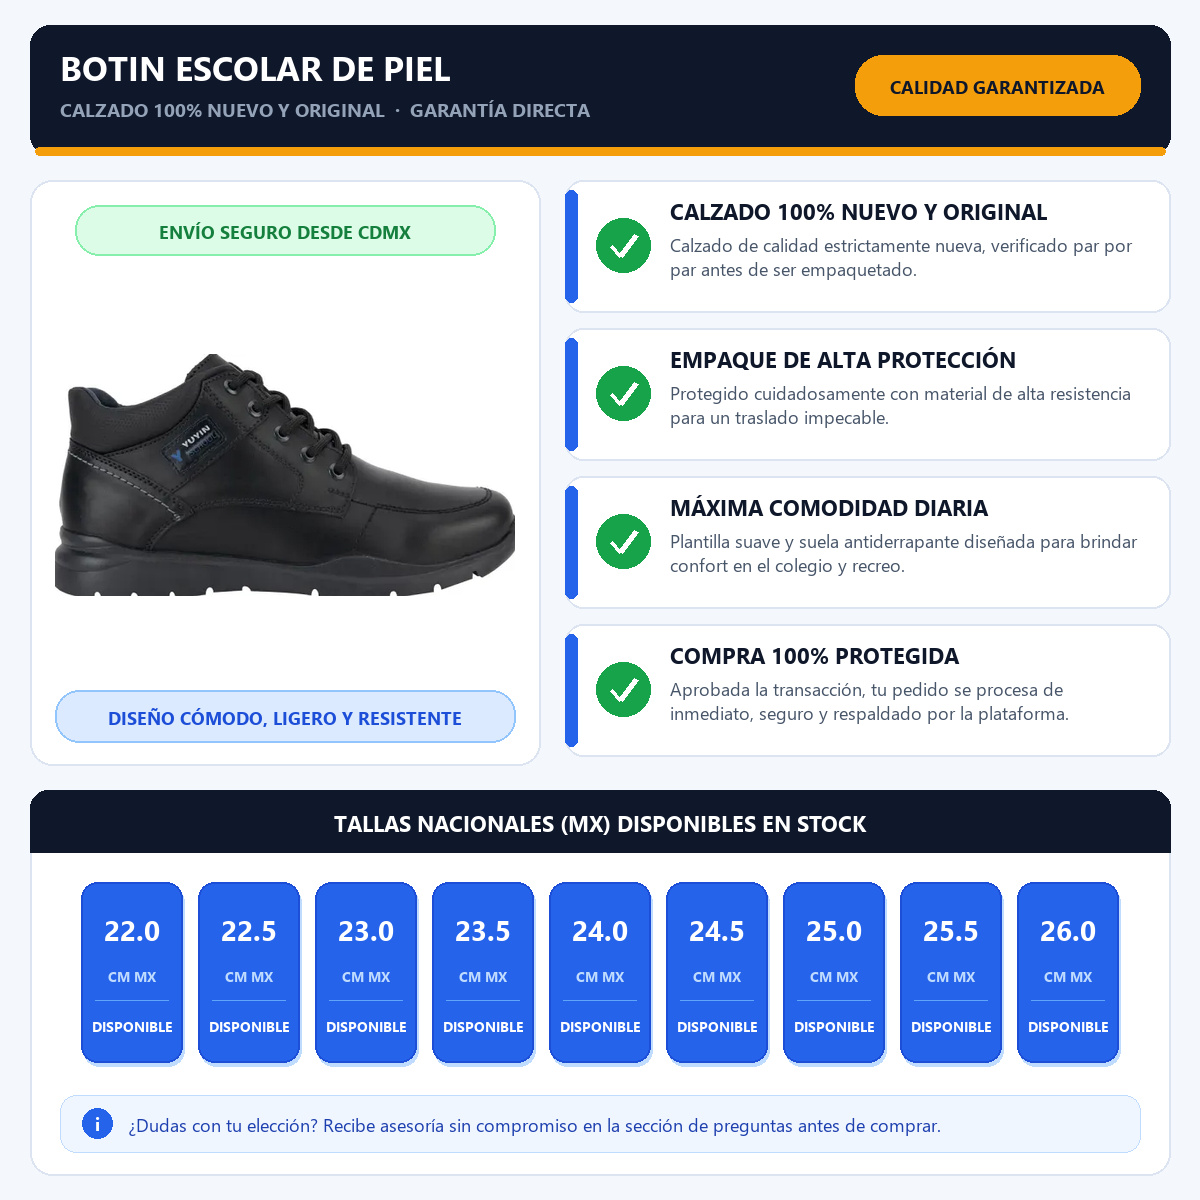 BOTIN ESCOLAR DE PIEL
CALZADO 100% NUEVO Y ORIGINAL · GARANTÍA DIRECTA
CALIDAD GARANTIZADA
ENVÍO SEGURO DESDE CDMX
YUYIN
DISEÑO CÓMODO, LIGERO Y RESISTENTE
CALZADO 100% NUEVO Y ORIGINAL
Calzado de calidad estrictamente nueva, verificado par por
par antes de ser empaquetado.
EMPAQUE DE ALTA PROTECCIÓN
Protegido cuidadosamente con material de alta resistencia
para un traslado impecable.
MÁXIMA COMODIDAD DIARIA
Plantilla suave y suela antiderrapante diseñada para brindar
confort en el colegio y recreo.
COMPRA 100% PROTEGIDA
Aprobada la transacción, tu pedido se procesa de
inmediato, seguro y respaldado por la plataforma.
TALLAS NACIONALES (MX) DISPONIBLES EN STOCK
22.0 22.5 23.0 23.5 24.0 24.5 25.0 25.5 26.0
CM MX CM MX CM MX CM MX CM MX CM MX CM MX CM MX CM MX
DISPONIBLE DISPONIBLE DISPONIBLE DISPONIBLE DISPONIBLE DISPONIBLE DISPONIBLE DISPONIBLE DISPONIBLE
¿Dudas con tu elección? Recibe asesoría sin compromiso en la sección de preguntas antes de comprar.